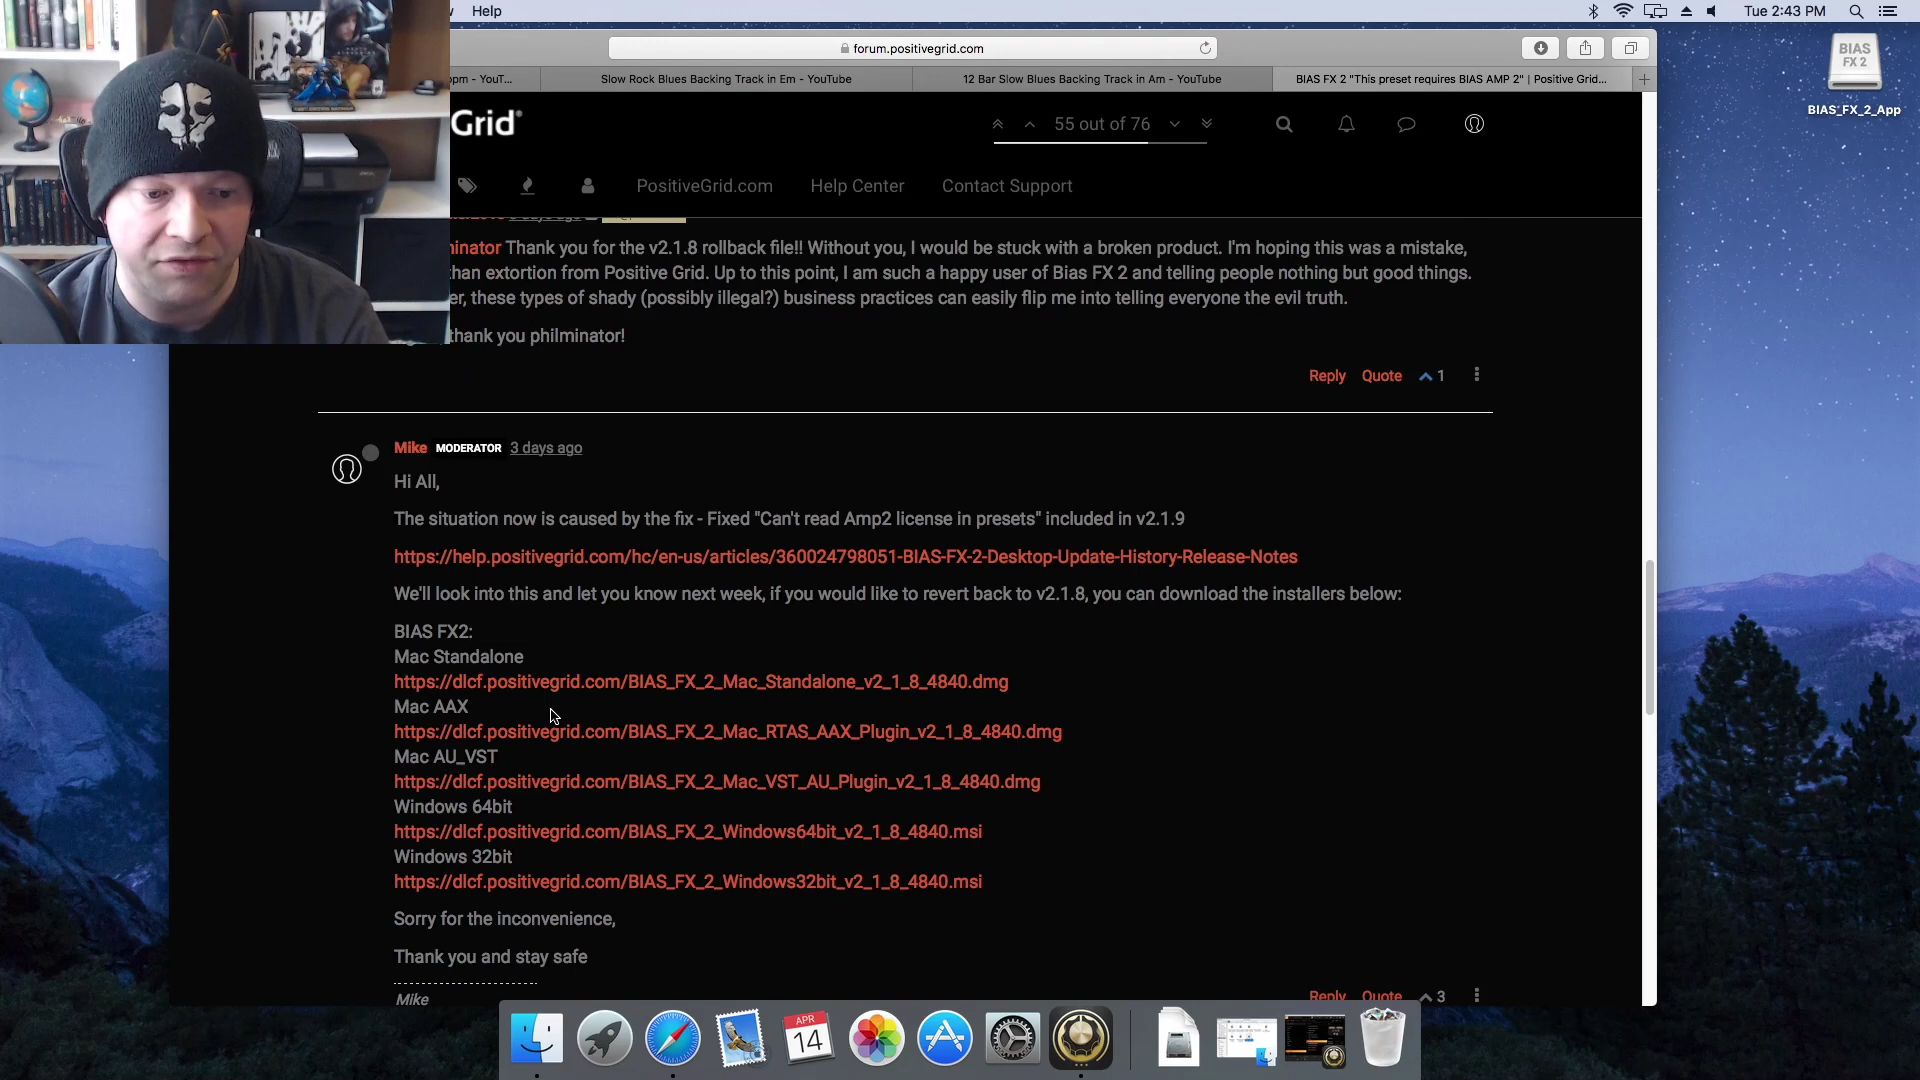 Help
Tue 2:43 PM
forum.positivegrid.com
Slow Rock Blues Backing Track in Em - YouTube
12 Bar Slow Blues Backing Track in Am - YouTube
BIAS FX 2 "This preset requires BIAS AMP 2" | Positive Grid...
BIAS
FX 2
BIAS_FX_2_App
Grid®
55 out of 76
PositiveGrid.com
Help Center
Contact Support
minator Thank you for the v2.1.8 rollback file!! Without you, I would be stuck with a broken product. I'm hoping this was a mistake,
han extortion from Positive Grid. Up to this point, I am such a happy user of Bias FX 2 and telling people nothing but good things.
er, these types of shady (possibly illegal?) business practices can easily flip me into telling everyone the evil truth.
thank you philminator!
Reply Quote 1
Mike MODERATOR 3 days ago
Hi All,
The situation now is caused by the fix - Fixed "Can't read Amp2 license in presets" included in v2.1.9
https://help.positivegrid.com/hc/en-us/articles/360024798051-BIAS-FX-2-Desktop-Update-History-Release-Notes
We'll look into this and let you know next week, if you would like to revert back to v2.1.8, you can download the installers below:
BIAS FX2:
Mac Standalone
https://dlcf.positivegrid.com/BIAS_FX_2_Mac_Standalone_v2_1_8_4840.dmg
Mac AAX
https://dlcf.positivegrid.com/BIAS_FX_2_Mac_RTAS_AAX_Plugin_v2_1_8_4840.dmg
Mac AU_VST
https://dlcf.positivegrid.com/BIAS_FX_2_Mac_VST_AU_Plugin_v2_1_8_4840.dmg
Windows 64bit
https://dlcf.positivegrid.com/BIAS_FX_2_Windows64bit_v2_1_8_4840.msi
Windows 32bit
https://dlcf.positivegrid.com/BIAS_FX_2_Windows32bit_v2_1_8_4840.msi
Sorry for the inconvenience,
Thank you and stay safe
Mike
Reply Quote 3
APR
14